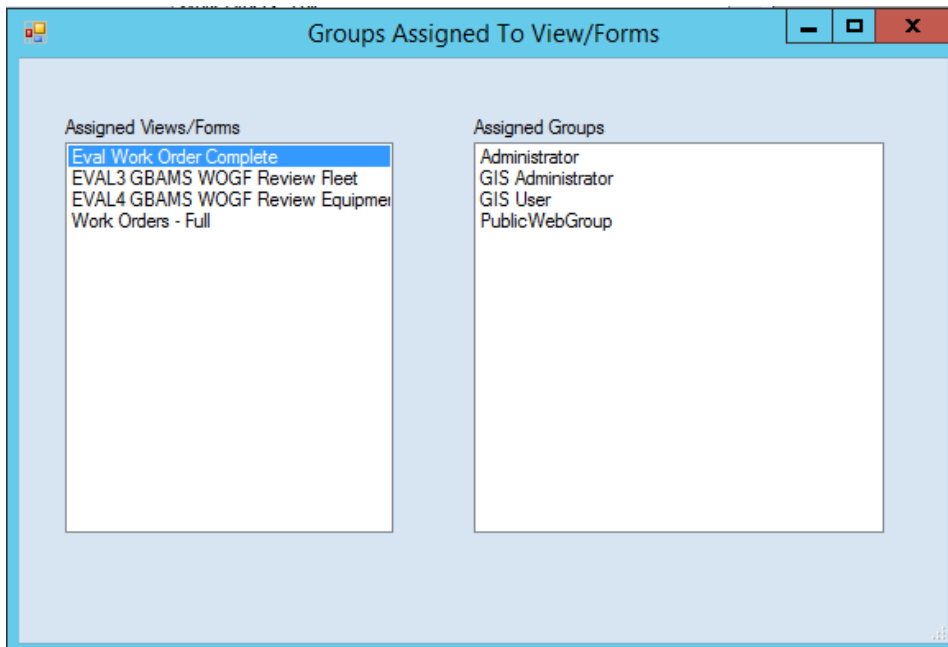 Groups Assigned To View/Forms
Assigned Views/Forms
Eval Work Order Complete
EVAL3 GBAMS WOGF Review Fleet
EVAL4 GBAMS WOGF Review Equipme
Work Orders - Full
Assigned Groups
Administrator
GIS Administrator
GIS User
PublicWebGroup